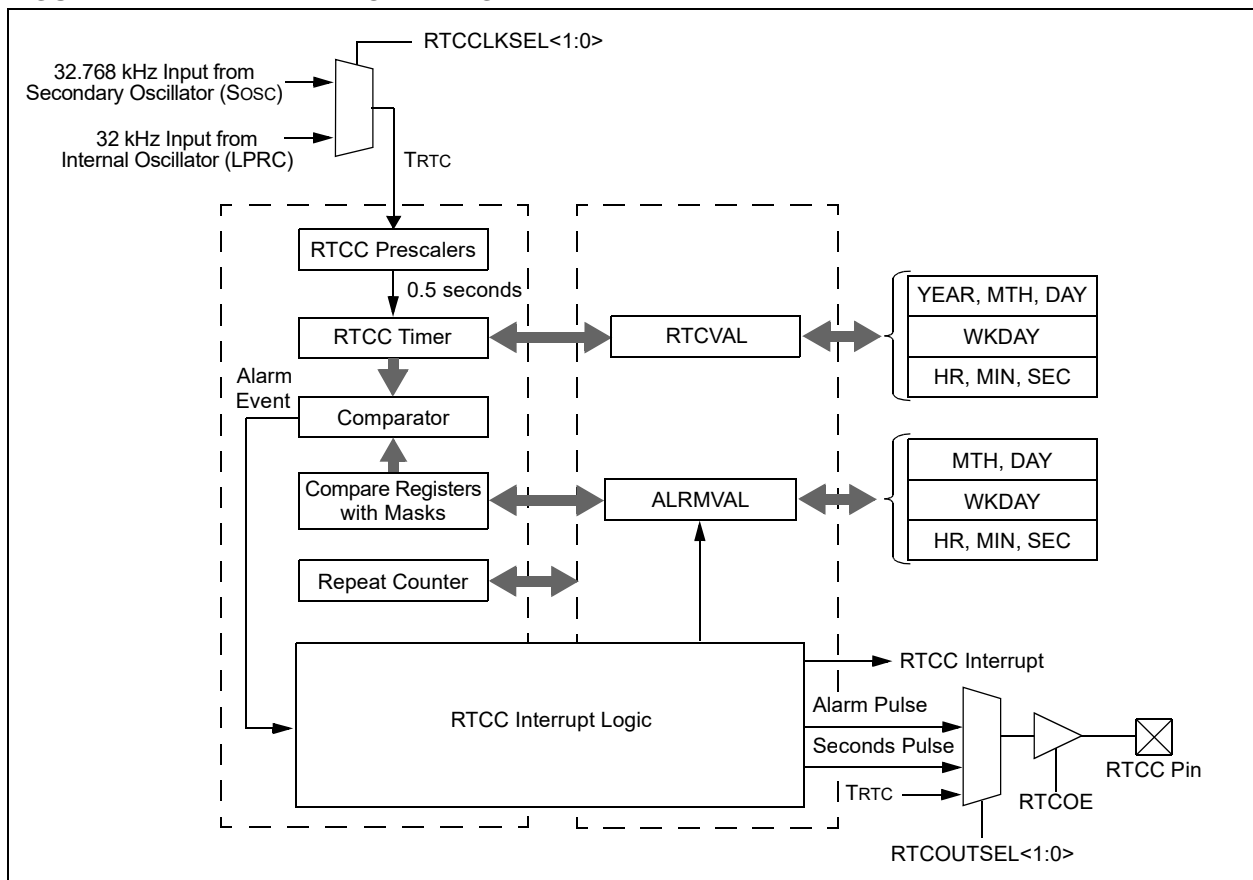 RTCCLKSEL<1:0>
32.768 kHz Input from
Secondary Oscillator (SOSC)
32 kHz Input from
Internal Oscillator (LPRC)
TRTC
RTCC Prescalers
0.5 seconds
RTCC Timer
RTCVAL
YEAR, MTH, DAY
WKDAY
HR, MIN, SEC
Alarm
Event
Comparator
Compare Registers
with Masks
ALRMVAL
MTH, DAY
WKDAY
HR, MIN, SEC
Repeat Counter
RTCC Interrupt Logic
RTCC Interrupt
Alarm Pulse
Seconds Pulse
TRTC
RTCC Pin
RTCOE
RTCOUTSEL<1:0>